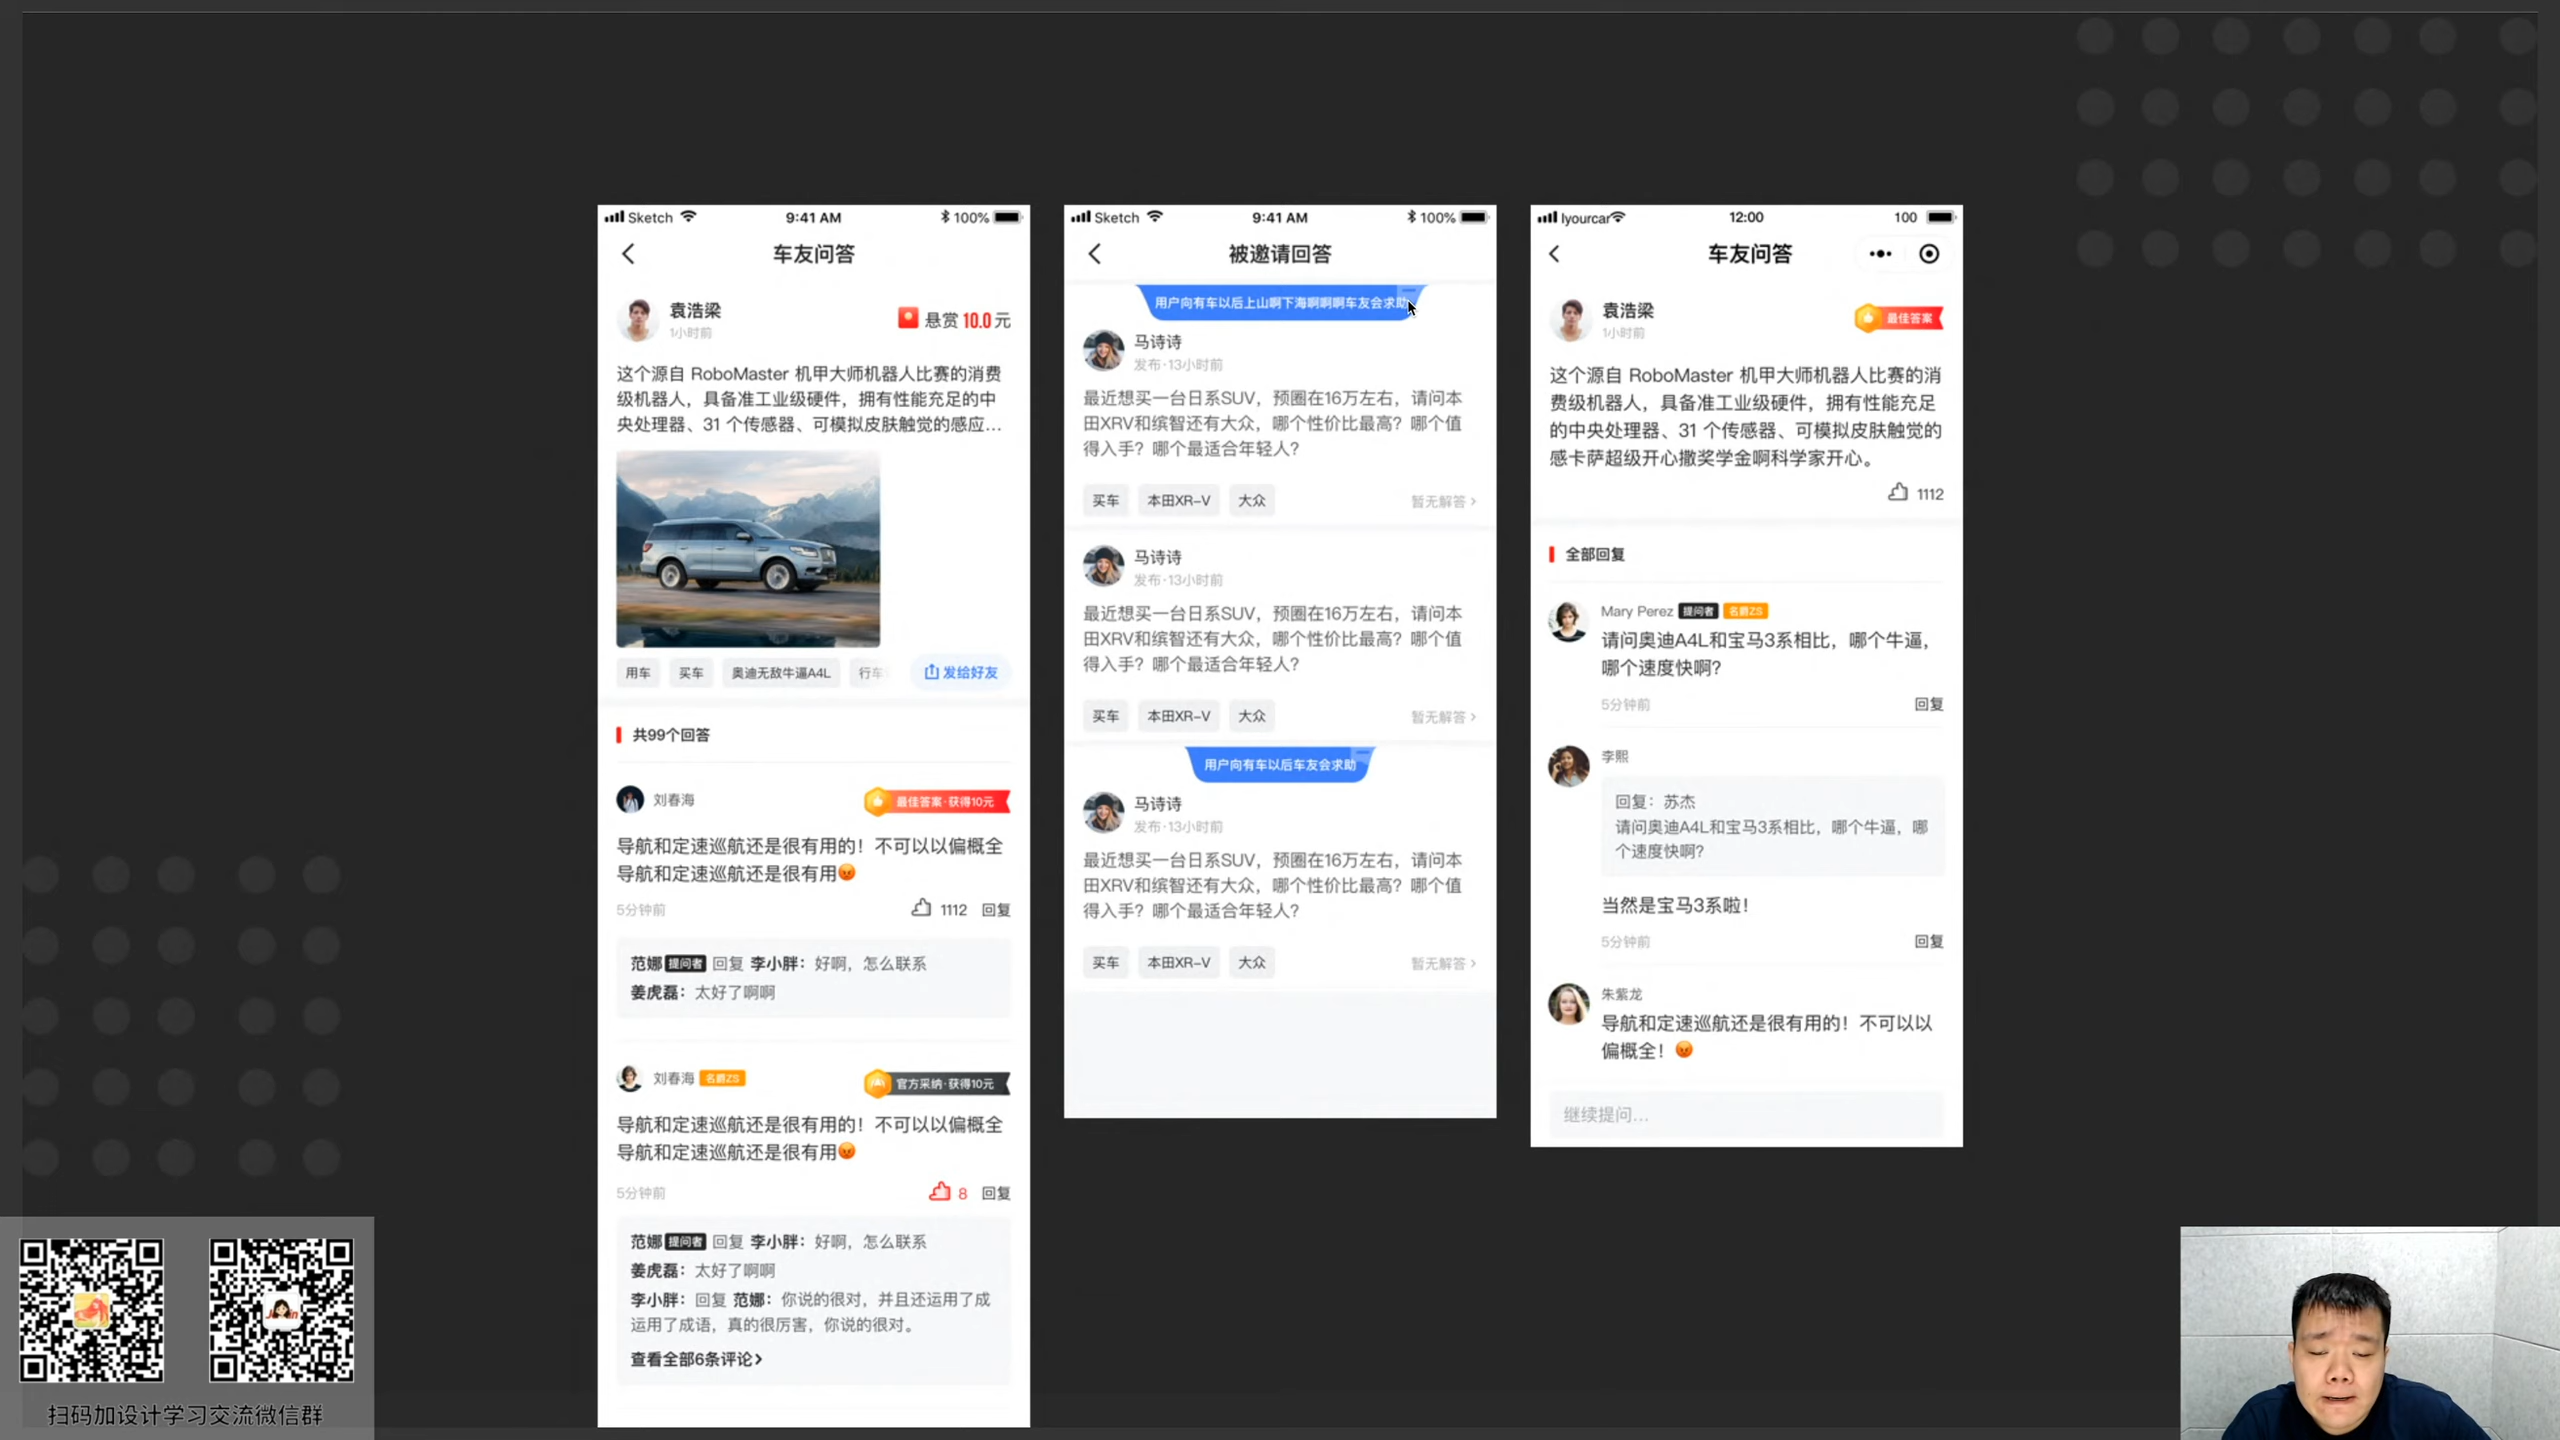 Sketch 9:41 AM 100%
车友问答
袁浩梁
1小时前
悬赏 10.0 元
这个源自 RoboMaster 机甲大师机器人比赛的消费
级机器人，具备准工业级硬件，拥有性能充足的中
央处理器、31 个传感器、可模拟皮肤触觉的感应...
用车 买车 奥迪无敌牛逼A4L 行车 发给好友
共99个回答
刘春海 最佳答案·获得10元
导航和定速巡航还是很有用的！不可以以偏概全
导航和定速巡航还是很有用
5分钟前 1112 回复
范娜 提问者 回复 李小胖：好啊，怎么联系
姜虎磊：太好了啊啊
刘春海 名爵ZS 官方采纳·获得10元
导航和定速巡航还是很有用的！不可以以偏概全
导航和定速巡航还是很有用
5分钟前 8 回复
范娜 提问者 回复 李小胖：好啊，怎么联系
姜虎磊：太好了啊啊
李小胖：回复 范娜：你说的很对，并且还运用了成
运用了成语，真的很厉害，你说的很对。
查看全部6条评论>
Sketch 9:41 AM 100%
被邀请回答
用户向有车以后上山啊下海啊啊啊车友会求助
马诗诗
发布·13小时前
最近想买一台日系SUV，预圈在16万左右，请问本
田XRV和缤智还有大众，哪个性价比最高？哪个值
得入手？哪个最适合年轻人？
买车 本田XR-V 大众 暂无解答 >
马诗诗
发布·13小时前
最近想买一台日系SUV，预圈在16万左右，请问本
田XRV和缤智还有大众，哪个性价比最高？哪个值
得入手？哪个最适合年轻人？
买车 本田XR-V 大众 暂无解答 >
用户向有车以后车友会求助
马诗诗
发布·13小时前
最近想买一台日系SUV，预圈在16万左右，请问本
田XRV和缤智还有大众，哪个性价比最高？哪个值
得入手？哪个最适合年轻人？
买车 本田XR-V 大众 暂无解答 >
lyourcar 12:00 100
车友问答
袁浩梁
1小时前
最佳答案
这个源自 RoboMaster 机甲大师机器人比赛的消
费级机器人，具备准工业级硬件，拥有性能充足
的中央处理器、31 个传感器、可模拟皮肤触觉的
感卡萨超级开心撒奖学金啊科学家开心。
1112
全部回复
Mary Perez 提问者 名爵ZS
请问奥迪A4L和宝马3系相比，哪个牛逼，
哪个速度快啊？
5分钟前 回复
李熙
回复：苏杰
请问奥迪A4L和宝马3系相比，哪个牛逼，哪
个速度快啊？
当然是宝马3系啦！
5分钟前 回复
朱紫龙
导航和定速巡航还是很有用的！不可以以
偏概全！
继续提问...
扫码加设计学习交流微信群